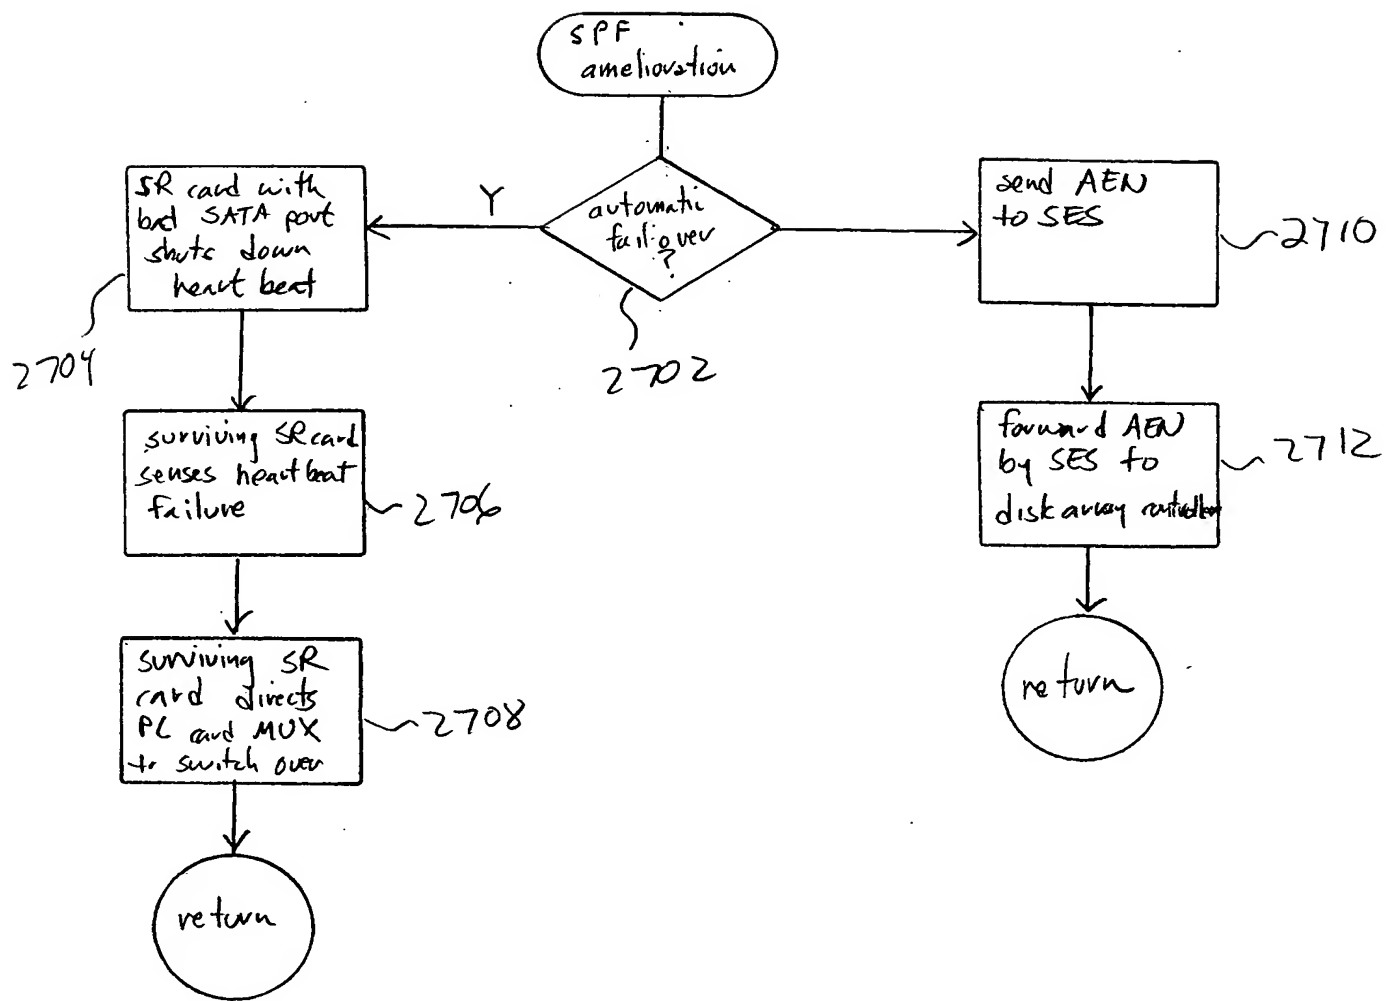 SPF
amelioration
automatic
failover
?
2702
Y
SR card with
bad SATA port
shuts down
heart beat
2704
surviving SR card
senses heartbeat
failure
2706
surviving SR
card directs
PC card MUX
to switch over
2708
return
send AEN
to SES
2710
forward AEN
by SES to
disk array controller
2712
return